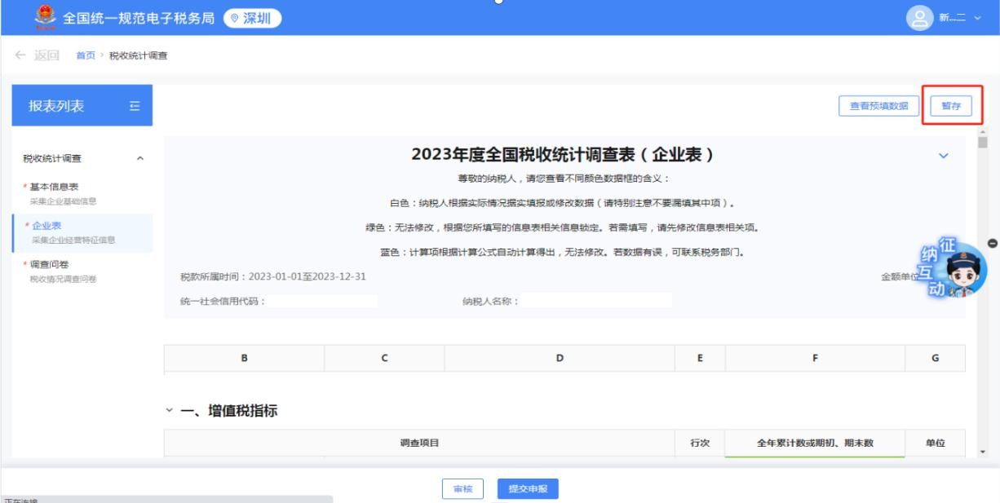 全国统一规范电子税务局 深圳 新...二
返回 首页 > 税收统计调查
报表列表 查看预填数据 暂存
税收统计调查
* 基本信息表
采集企业基础信息
* 企业表
采集企业经营特征信息
* 调查问卷
税收情况调查问卷
2023年度全国税收统计调查表（企业表）
尊敬的纳税人，请您查看不同颜色数据框的含义：
白色：纳税人根据实际情况据实填报或修改数据（请特别注意不要漏填其中项）。
绿色：无法修改，根据您所填写的信息表相关信息锁定。若需填写，请先修改信息表相关项。
蓝色：计算项根据计算公式自动计算得出，无法修改。若数据有误，可联系税务部门。
税款所属时间：2023-01-01至2023-12-31 金额单位
统一社会信用代码： 纳税人名称：
征纳互动
B C D E F G
一、增值税指标
调查项目 行次 全年累计数或期初、期末数 单位
审核 提交申报
正在连接